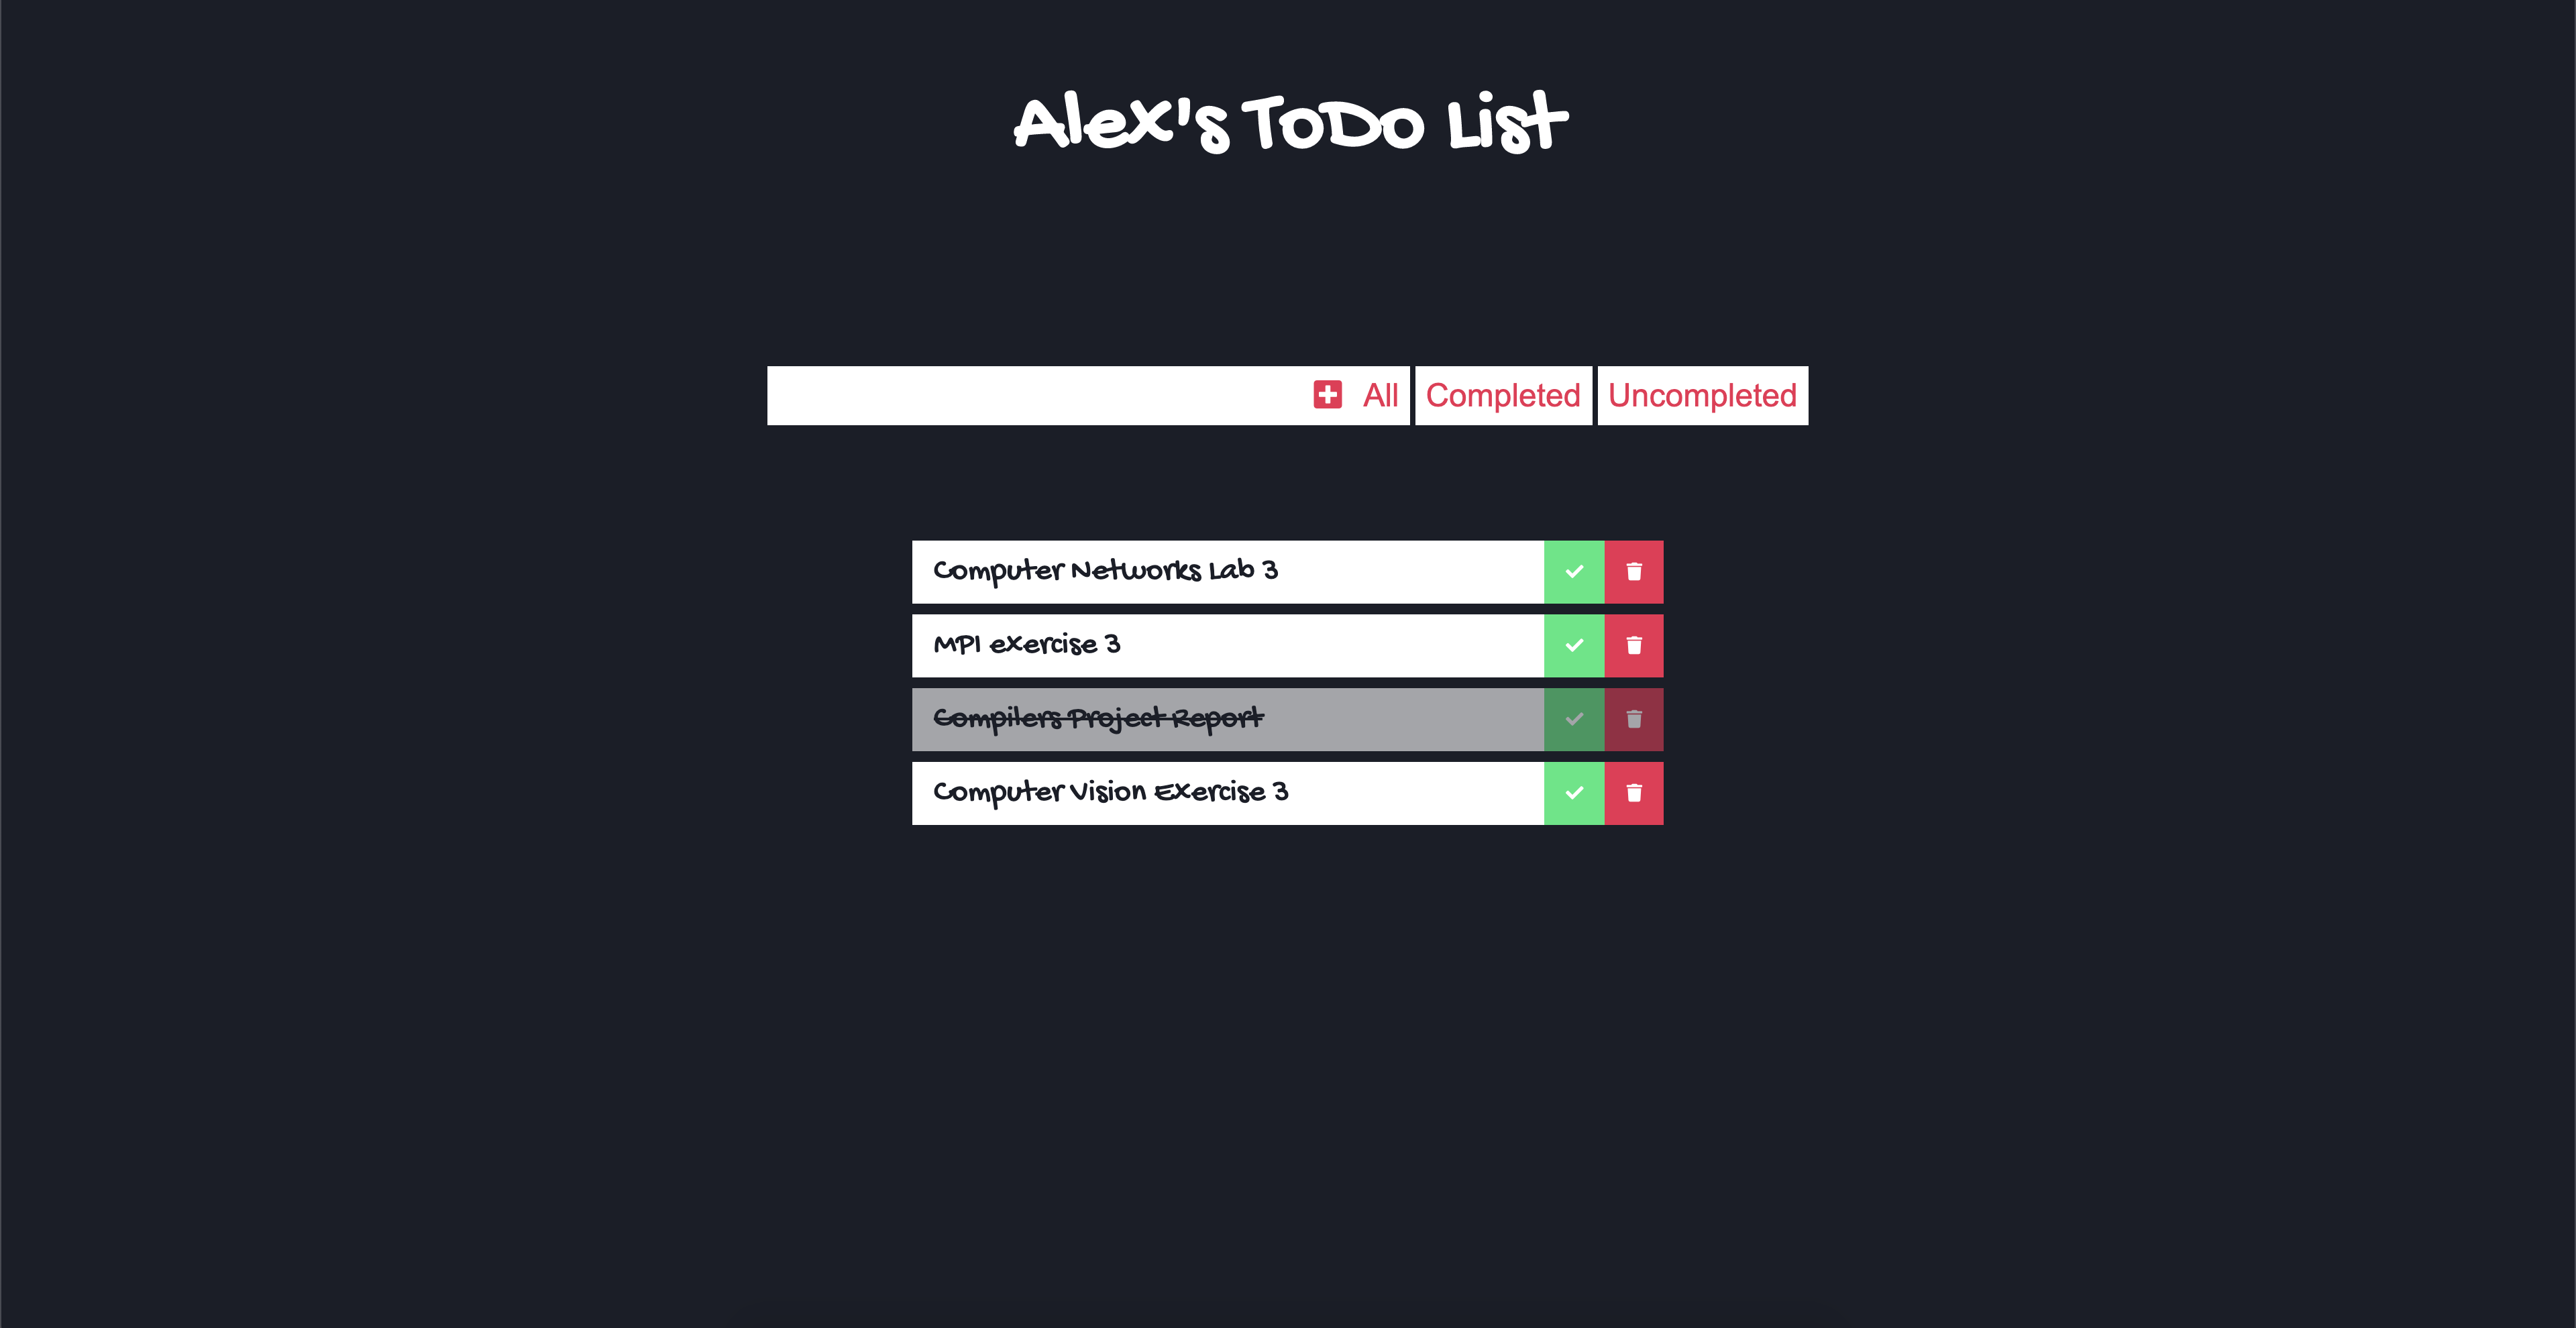 Alex's ToDo List
All Completed Uncompleted
Computer Networks Lab 3
MPI exercise 3
Compilers Project Report
Computer Vision Exercise 3